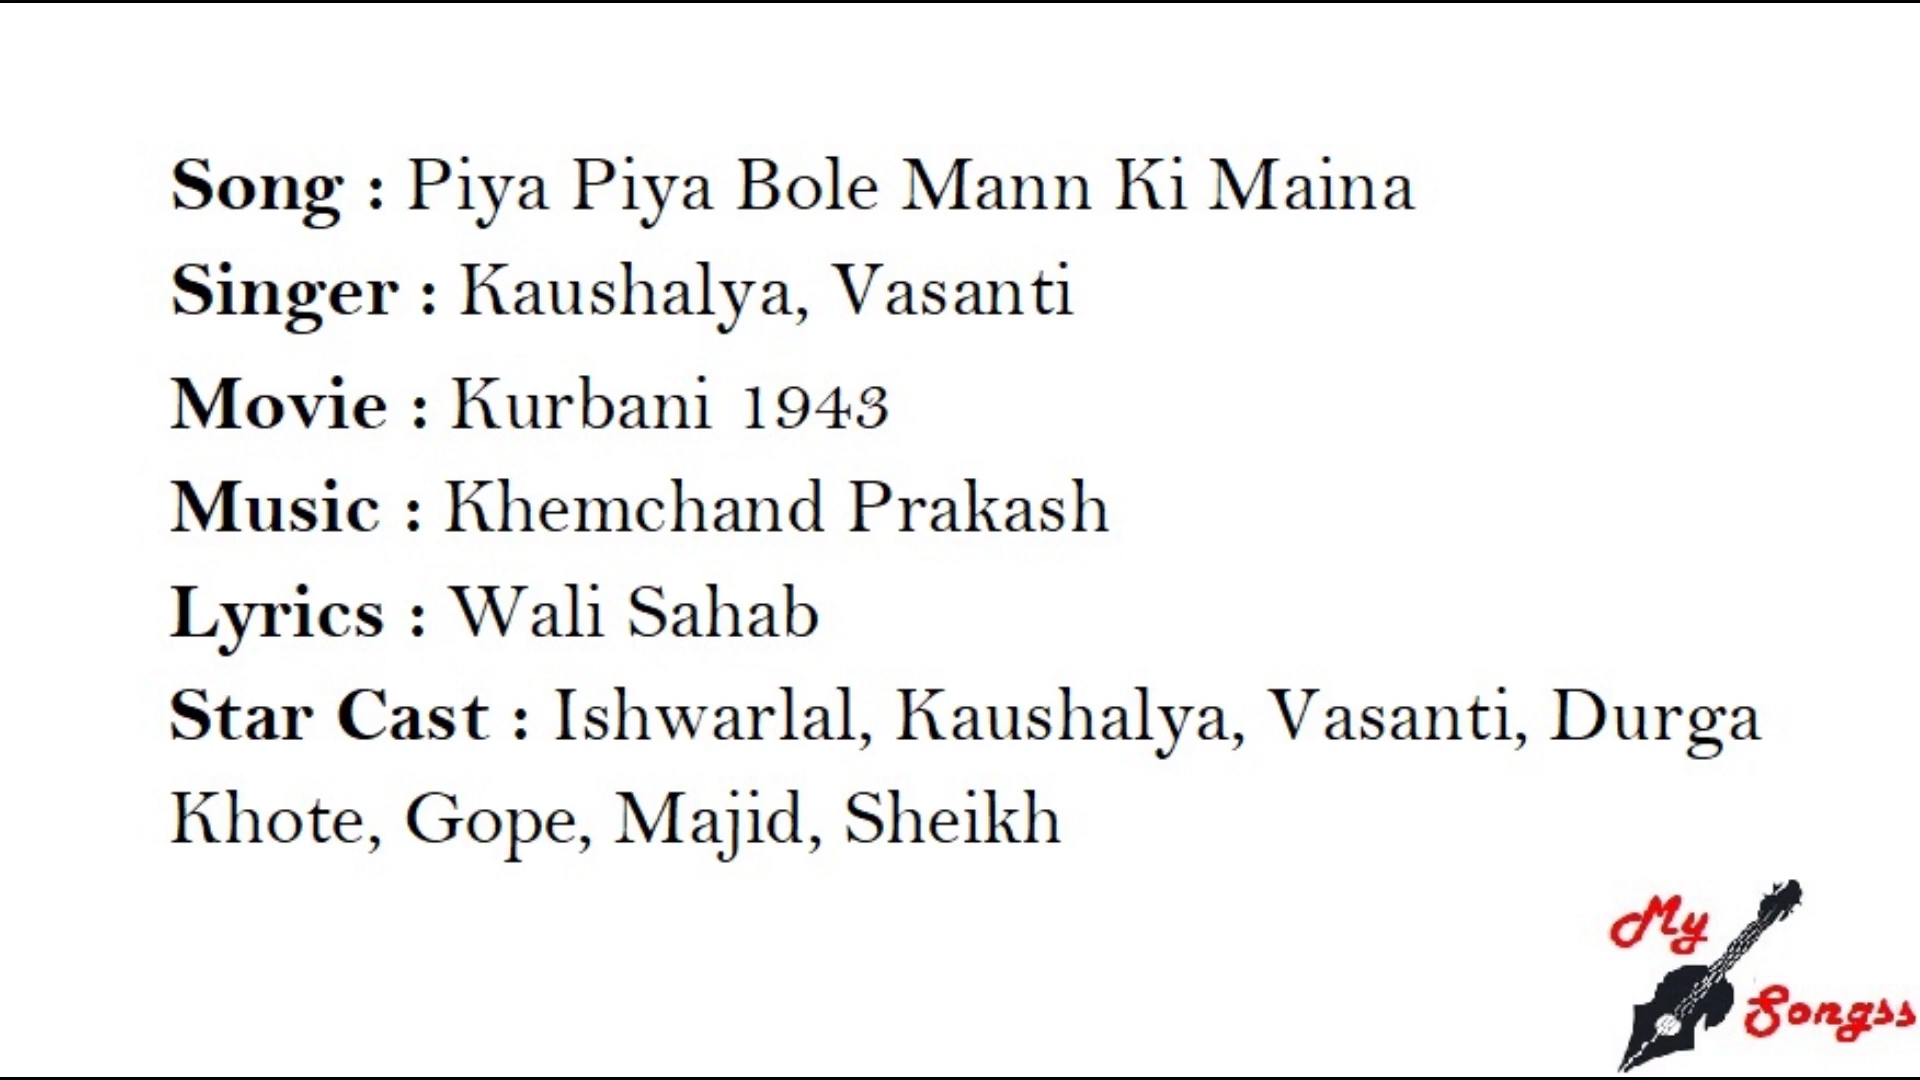 Song : Piya Piya Bole Mann Ki Maina
Singer : Kaushalya, Vasanti
Movie : Kurbani 1943
Music : Khemchand Prakash
Lyrics : Wali Sahab
Star Cast : Ishwarlal, Kaushalya, Vasanti, Durga
Khote, Gope, Majid, Sheikh
My
Songss